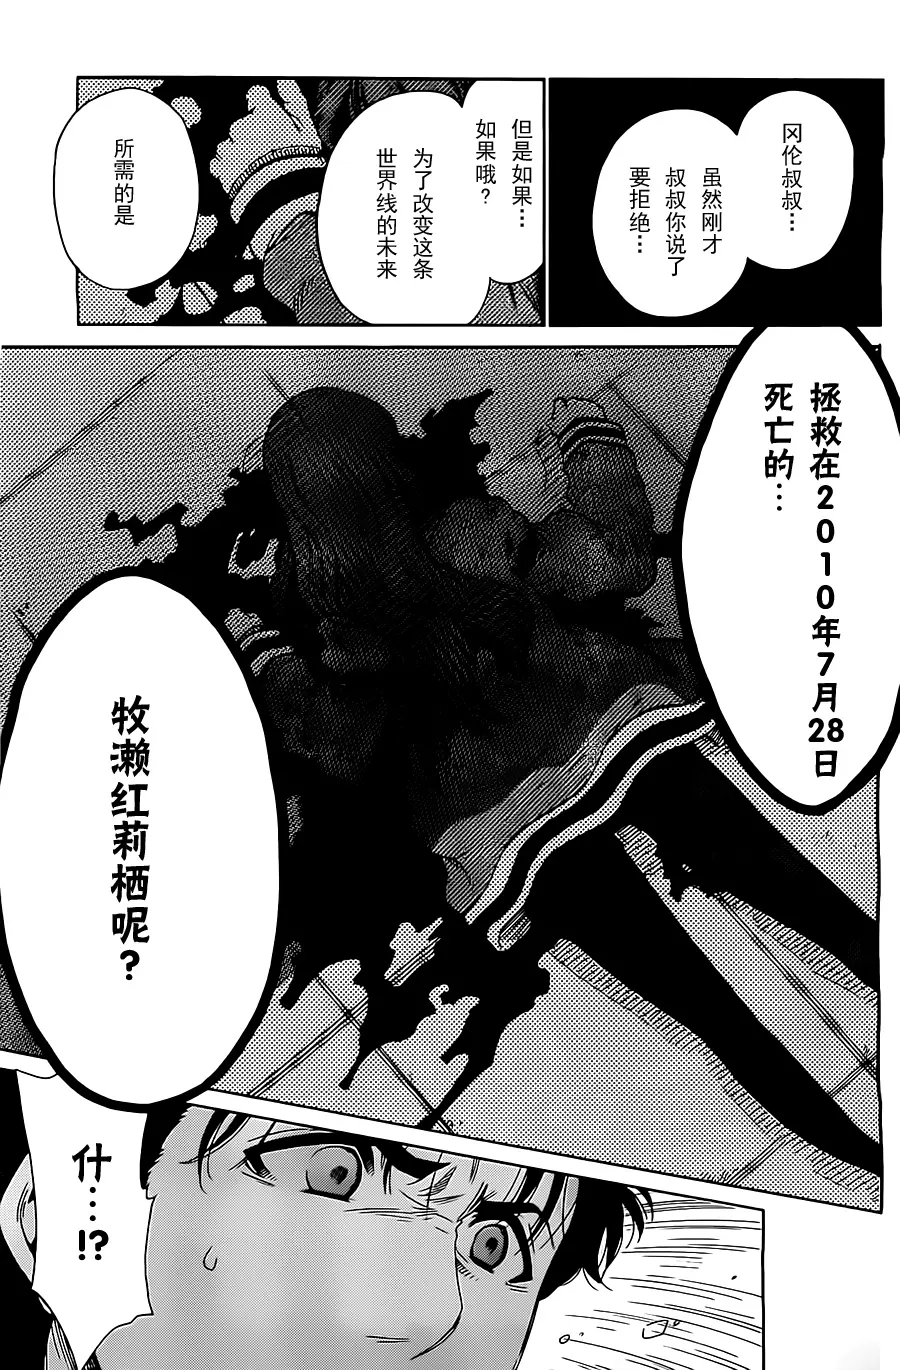 冈伦叔叔…
虽然刚才
叔叔你说了
要拒绝…
但是如果…
如果哦？
为了改变这条
世界线的未来
所需的是
拯救在2010年7月28日
死亡的…
牧濑红莉栖呢？
什…
…!?